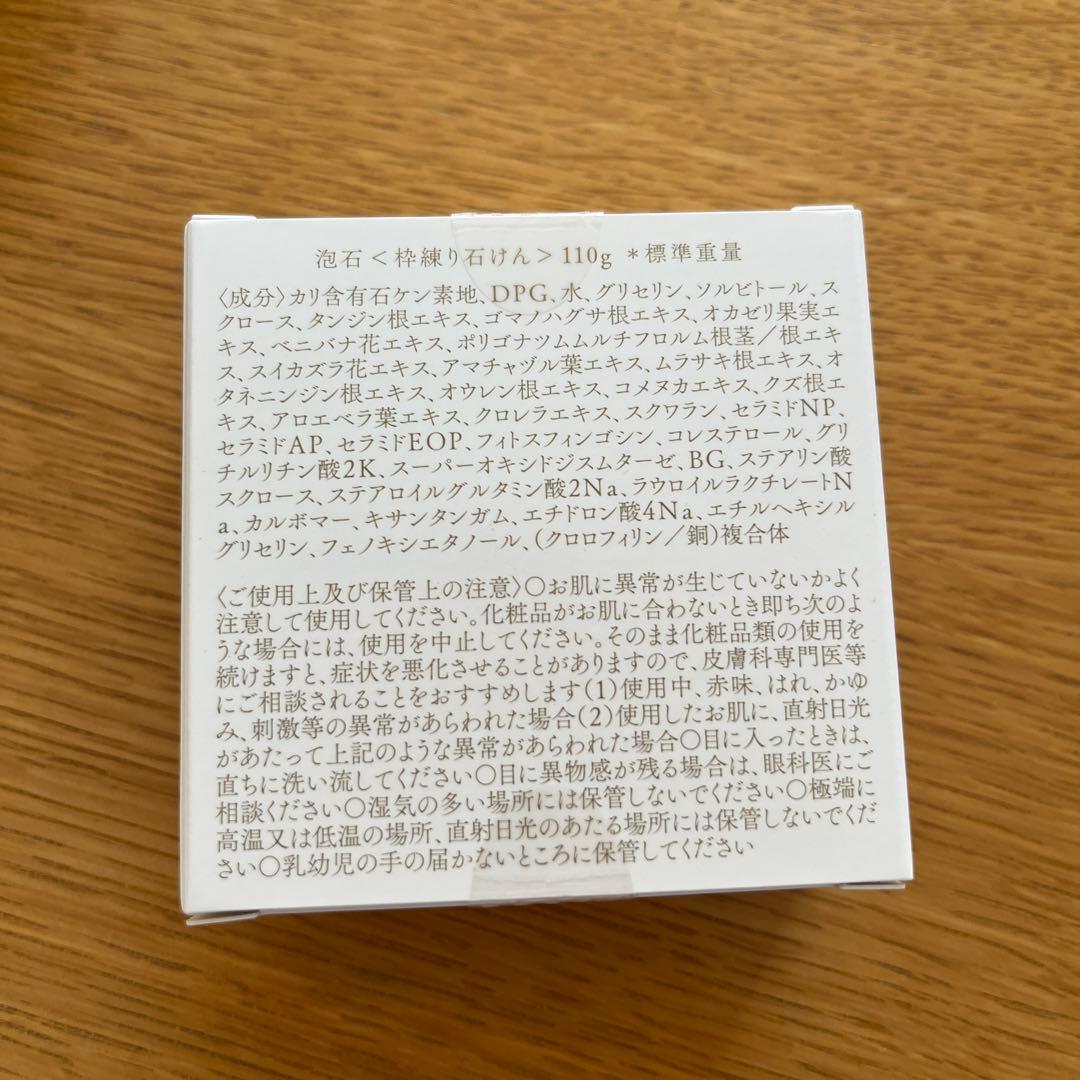 泡石＜枠練り石けん＞110g ＊標準重量
〈成分〉カリ含有石ケン素地、DPG、水、グリセリン、ソルビトール、ス
クロース、タンジン根エキス、ゴマノハグサ根エキス、オカゼリ果実エ
キス、ベニバナ花エキス、ポリゴナツムムルチフロルム根茎／根エキ
ス、スイカズラ花エキス、アマチャヅル葉エキス、ムラサキ根エキス、オ
タネニンジン根エキス、オウレン根エキス、コメヌカエキス、クズ根エ
キス、アロエベラ葉エキス、クロレラエキス、スクワラン、セラミドNP、
セラミドAP、セラミドEOP、フィトスフィンゴシン、コレステロール、グリ
チルリチン酸2K、スーパーオキシドジスムターゼ、BG、ステアリン酸
スクロース、ステアロイルグルタミン酸2Na、ラウロイルラクチレートN
a、カルボマー、キサンタンガム、エチドロン酸4Na、エチルヘキシル
グリセリン、フェノキシエタノール、(クロロフィリン／銅)複合体
〈ご使用上及び保管上の注意〉〇お肌に異常が生じていないかよく
注意して使用してください。化粧品がお肌に合わないとき即ち次のよ
うな場合には、使用を中止してください。そのまま化粧品類の使用を
続けますと、症状を悪化させることがありますので、皮膚科専門医等
にご相談されることをおすすめします(1)使用中、赤味、はれ、かゆ
み、刺激等の異常があらわれた場合(2)使用したお肌に、直射日光
があたって上記のような異常があらわれた場合〇目に入ったときは、
直ちに洗い流してください〇目に異物感が残る場合は、眼科医にご
相談ください〇湿気の多い場所には保管しないでください〇極端に
高温又は低温の場所、直射日光のあたる場所には保管しないでくだ
さい〇乳幼児の手の届かないところに保管してください